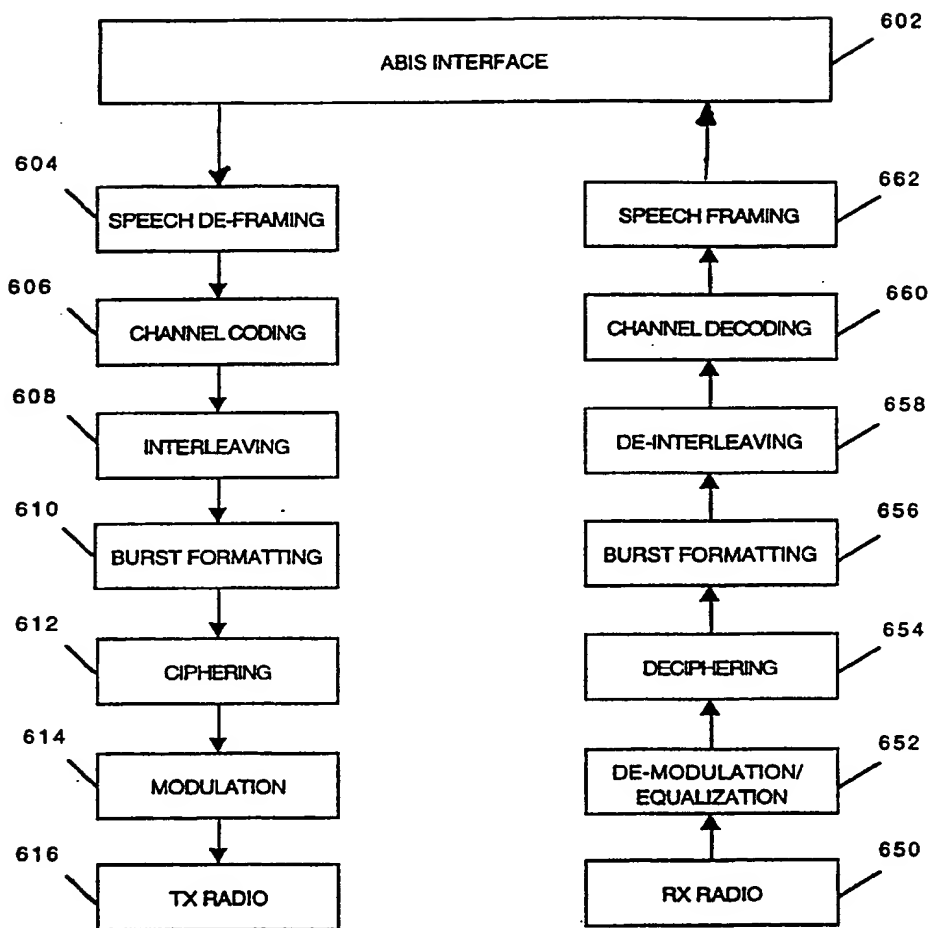 602
ABIS INTERFACE
604
SPEECH DE-FRAMING
662
SPEECH FRAMING
606
CHANNEL CODING
660
CHANNEL DECODING
608
INTERLEAVING
658
DE-INTERLEAVING
610
BURST FORMATTING
656
BURST FORMATTING
612
CIPHERING
654
DECIPHERING
614
MODULATION
652
DE-MODULATION/
EQUALIZATION
616
TX RADIO
650
RX RADIO